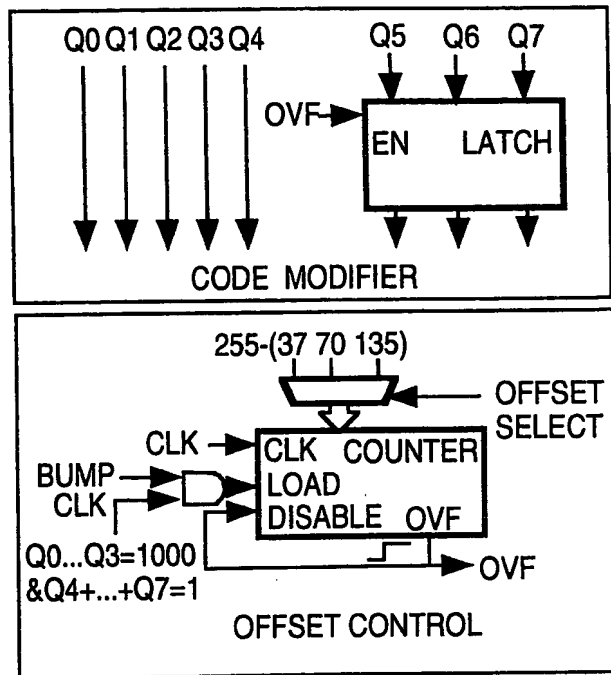 Q0 Q1 Q2 Q3 Q4
Q5 Q6 Q7
OVF
EN LATCH
CODE MODIFIER
255-(37 70 135)
OFFSET
SELECT
CLK
CLK COUNTER
BUMP
CLK
LOAD
DISABLE OVF
Q0...Q3=1000
&Q4+...+Q7=1
OVF
OFFSET CONTROL